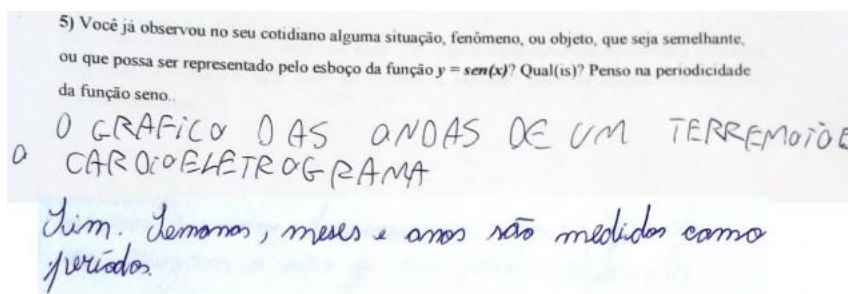 5) Você já observou no seu cotidiano alguma situação, fenômeno, ou objeto, que seja semelhante,
ou que possa ser representado pelo esboço da função y = sen(x)? Qual(is)? Penso na periodicidade
da função seno..
O GRAFICO DAS ONDAS DE UM TERREMOTO E
O CARDIOELETROGRAMA
Sim. Semanas, meses e anos são medidos como
períodos.